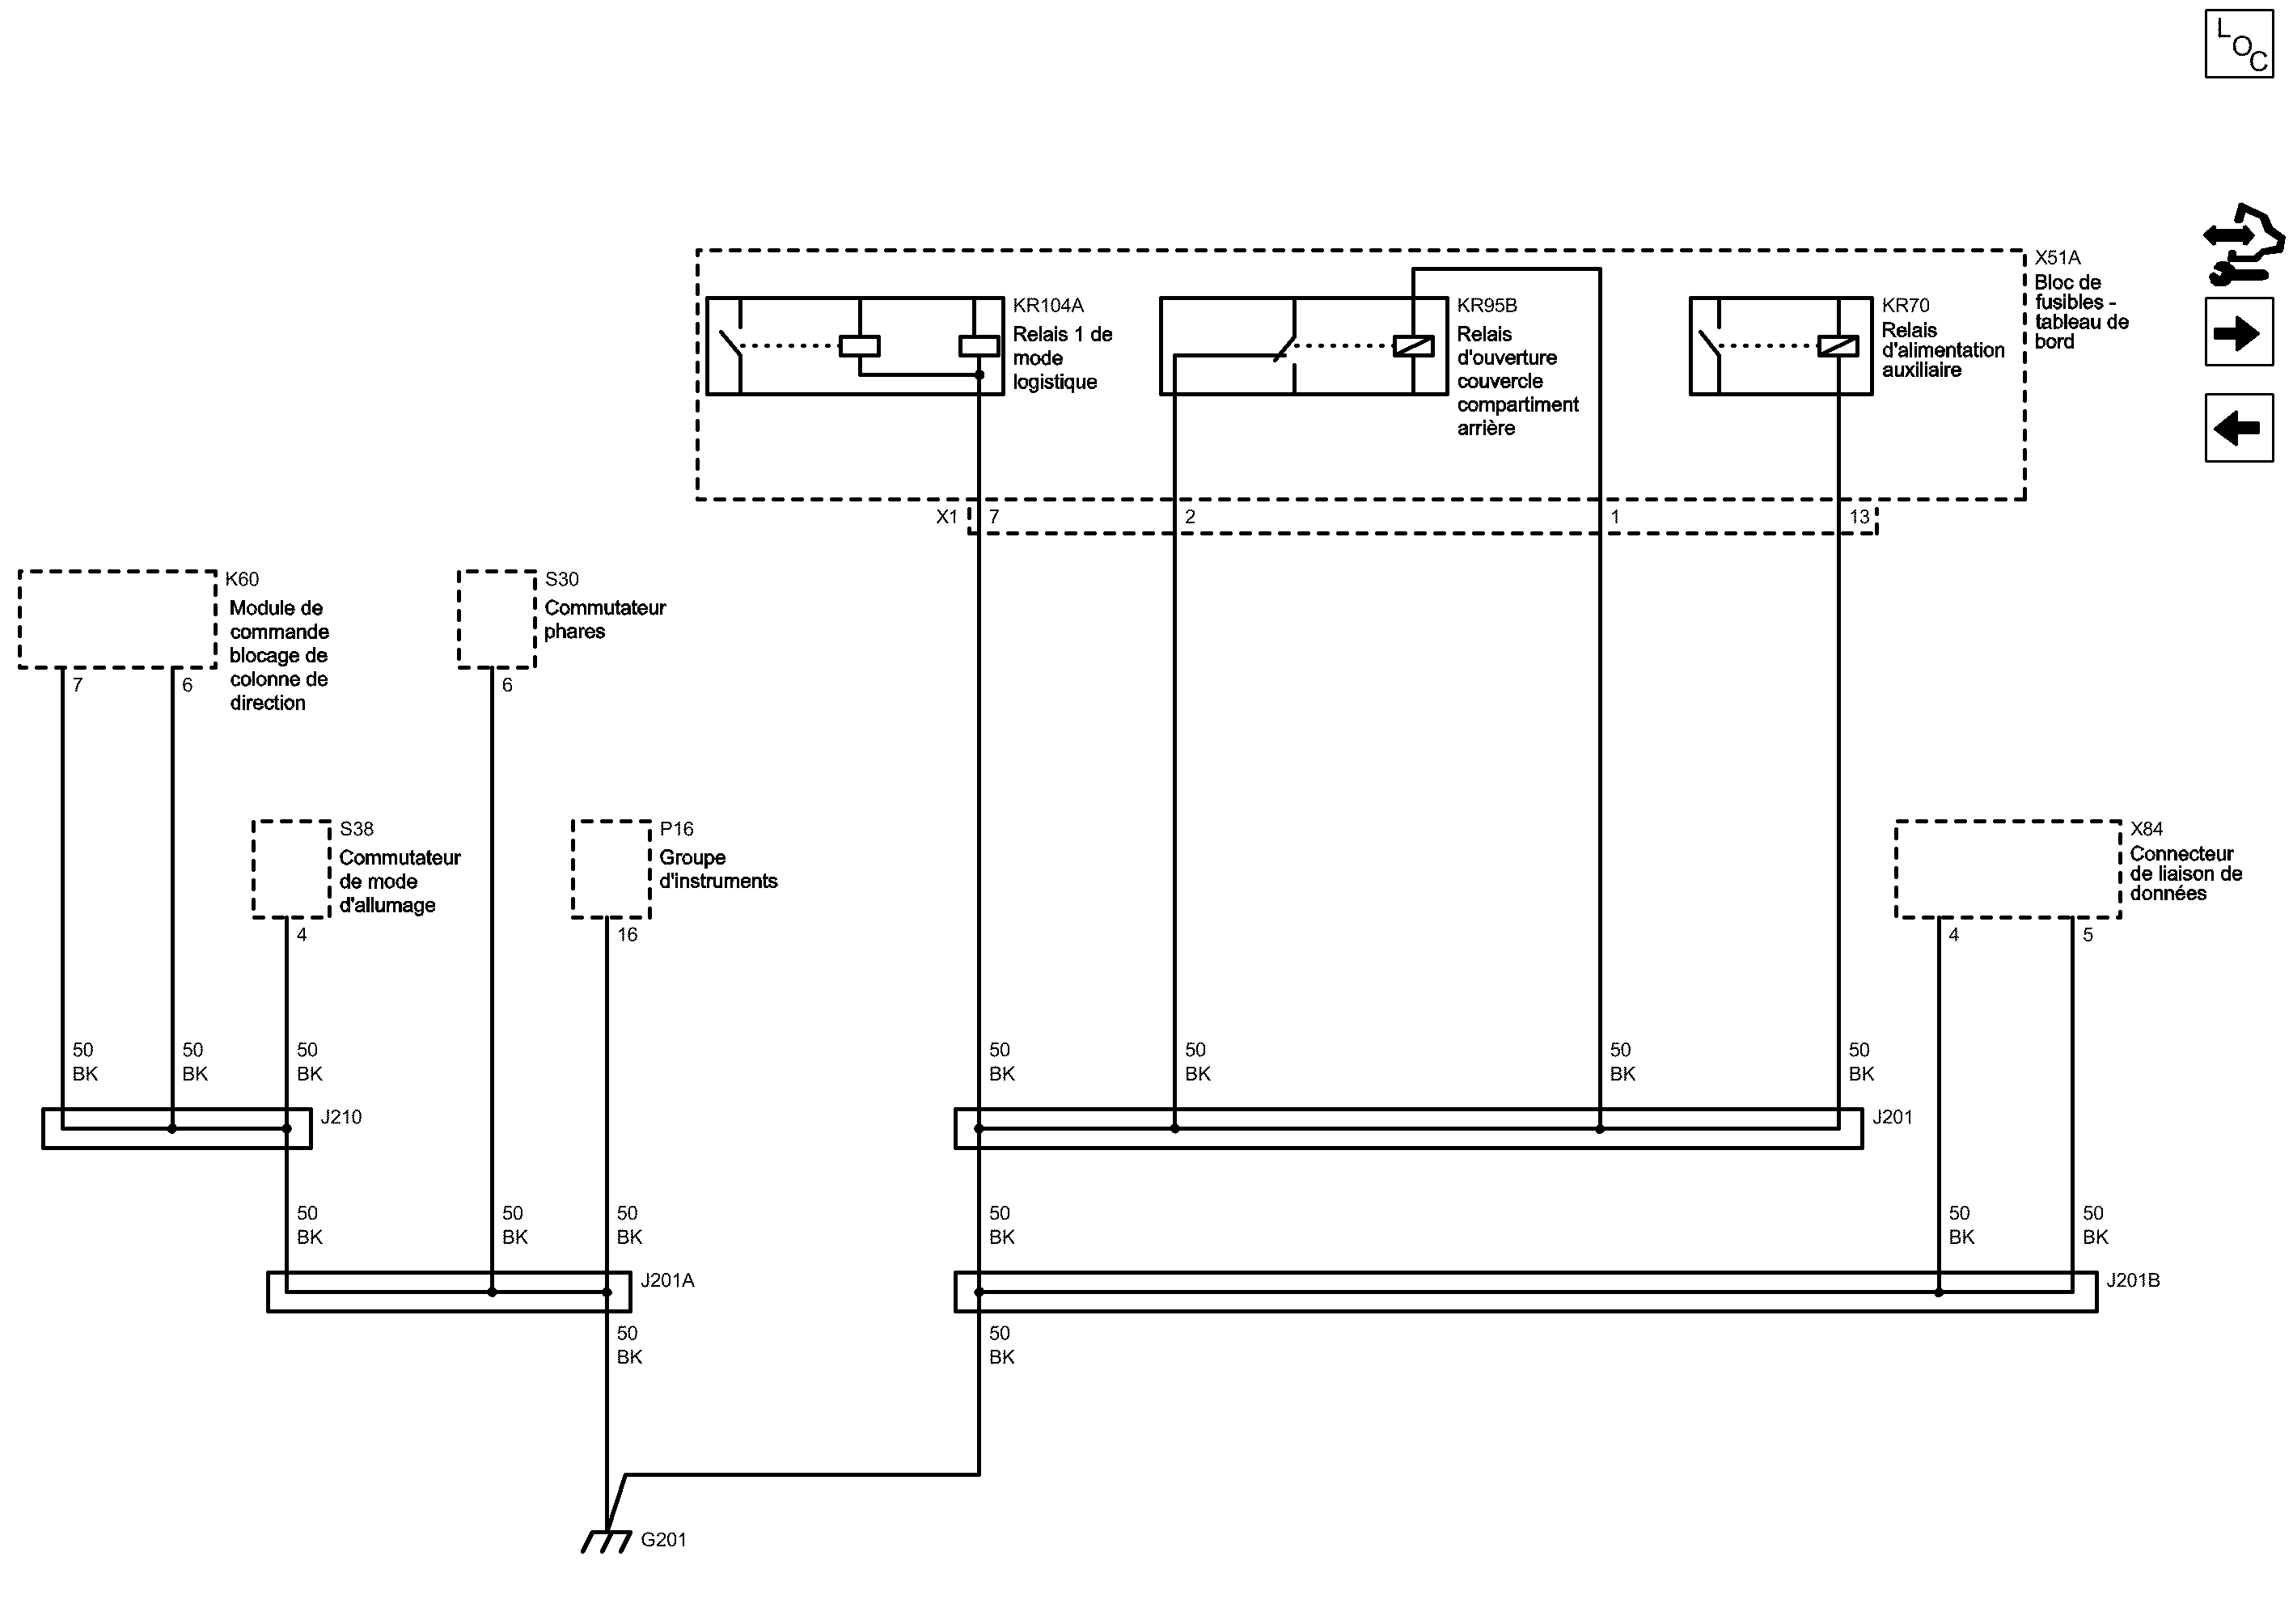 LOC
X51A
Bloc de
fusibles -
tableau de
bord
KR104A
Relais 1 de
mode
logistique
KR95B
Relais
d'ouverture
couvercle
compartiment
arrière
KR70
Relais
d'alimentation
auxiliaire
X1 7 2 1 13
K60
Module de
commande
blocage de
colonne de
direction
7 6
S30
Commutateur
phares
6
S38
Commutateur
de mode
d'allumage
4
P16
Groupe
d'instruments
16
X84
Connecteur
de liaison de
données
4 5
50 50 50 50 50 50 50
BK BK BK BK BK BK BK
J210 J201
50 50 50 50 50 50
BK BK BK BK BK BK
J201A J201B
50 50
BK BK
G201